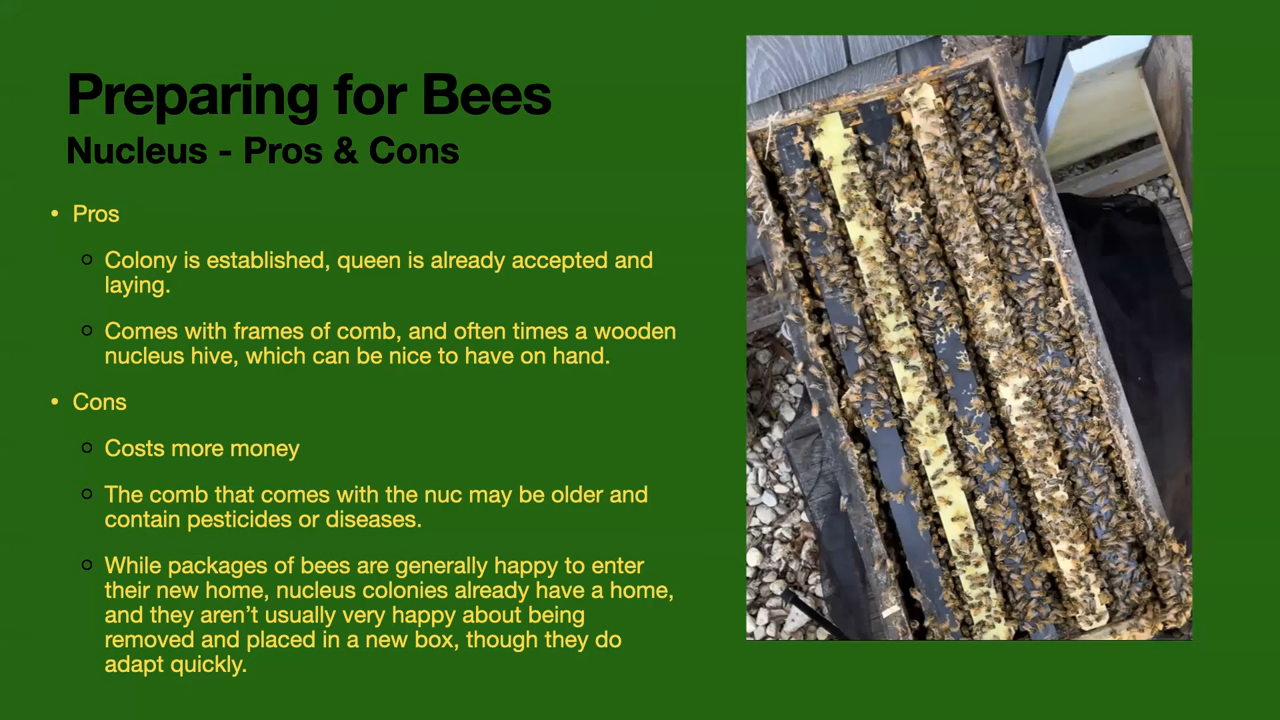 Preparing for Bees
Nucleus - Pros & Cons
• Pros
Colony is established, queen is already accepted and
laying.
Comes with frames of comb, and often times a wooden
nucleus hive, which can be nice to have on hand.
• Cons
Costs more money
The comb that comes with the nuc may be older and
contain pesticides or diseases.
While packages of bees are generally happy to enter
their new home, nucleus colonies already have a home,
and they aren’t usually very happy about being
removed and placed in a new box, though they do
adapt quickly.